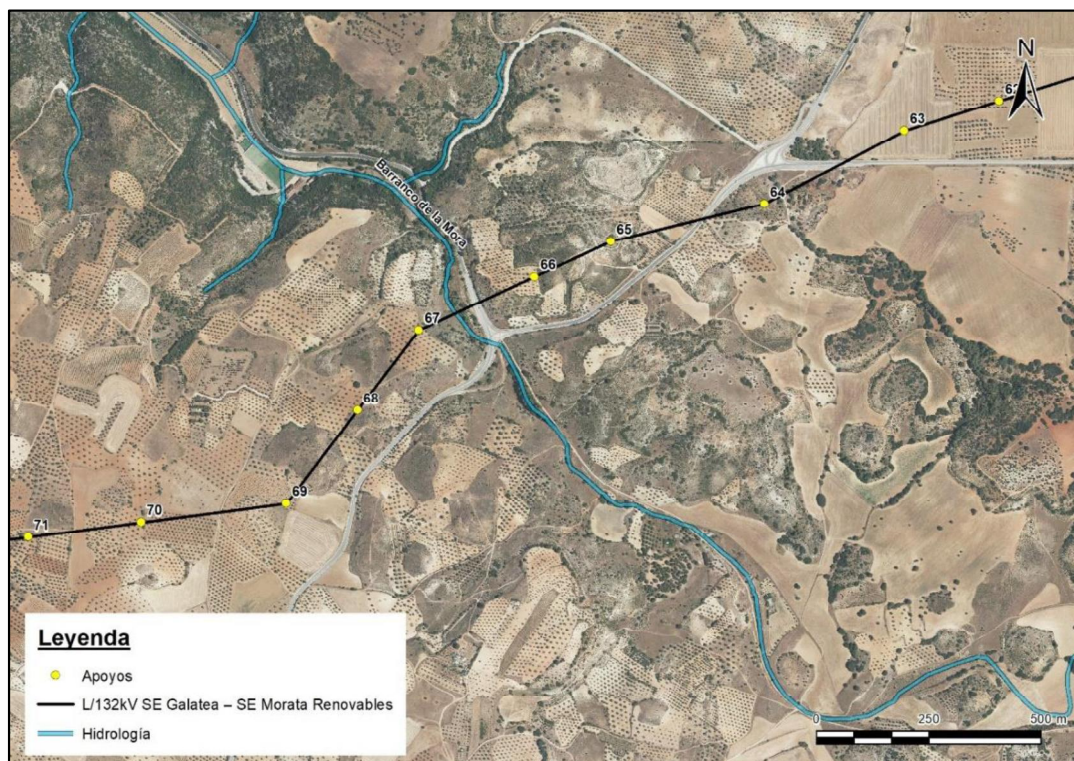 N
62
63
64
65
66
67
68
69
70
71
Barranco de la Mora
Leyenda
Apoyos
L/132kV SE Galatea – SE Morata Renovables
Hidrología
0 250 500 m